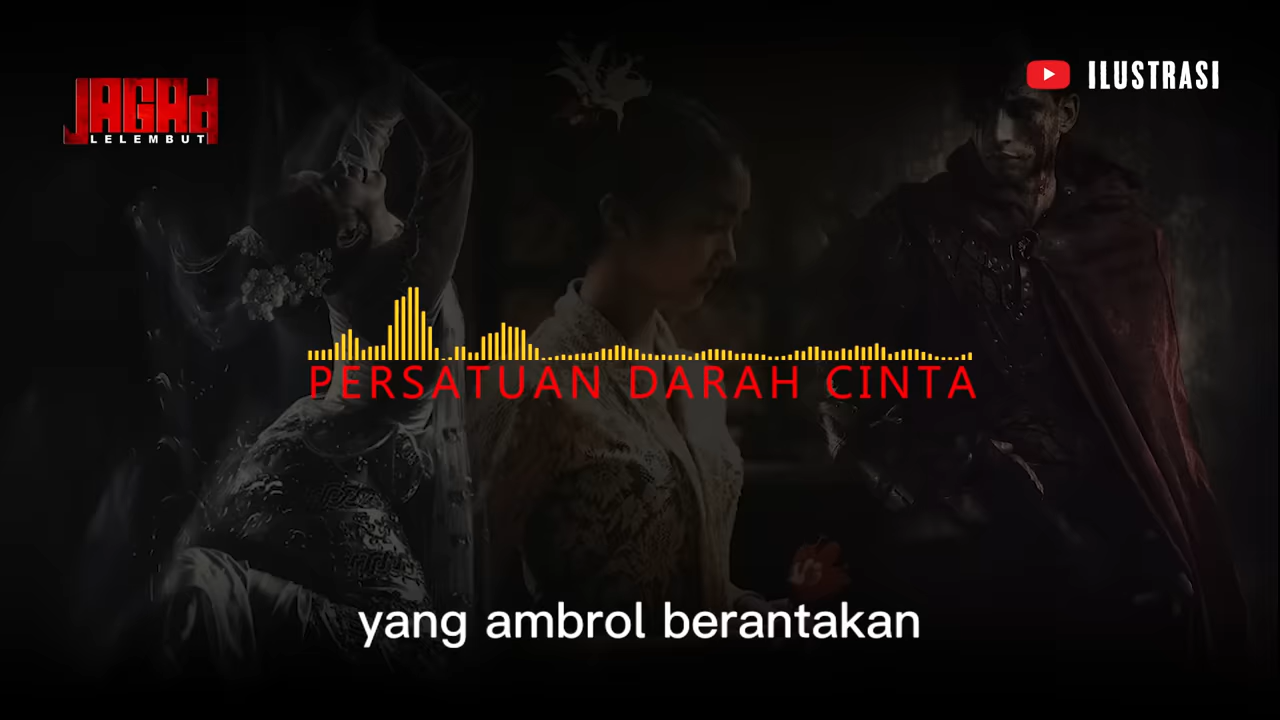 JAGAd
LELEMBUT
ILUSTRASI
PERSATUAN DARAH CINTA
yang ambrol berantakan